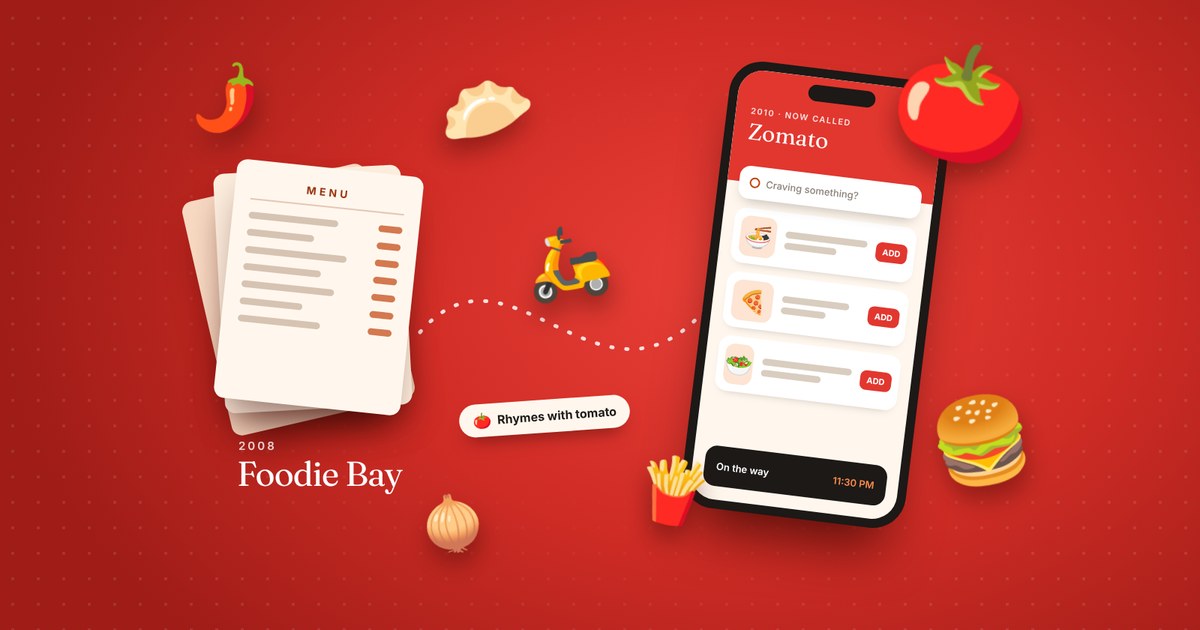 MENU
2008
Foodie Bay
Rhymes with tomato
2010 · NOW CALLED
Zomato
Craving something?
ADD
ADD
ADD
On the way
11:30 PM